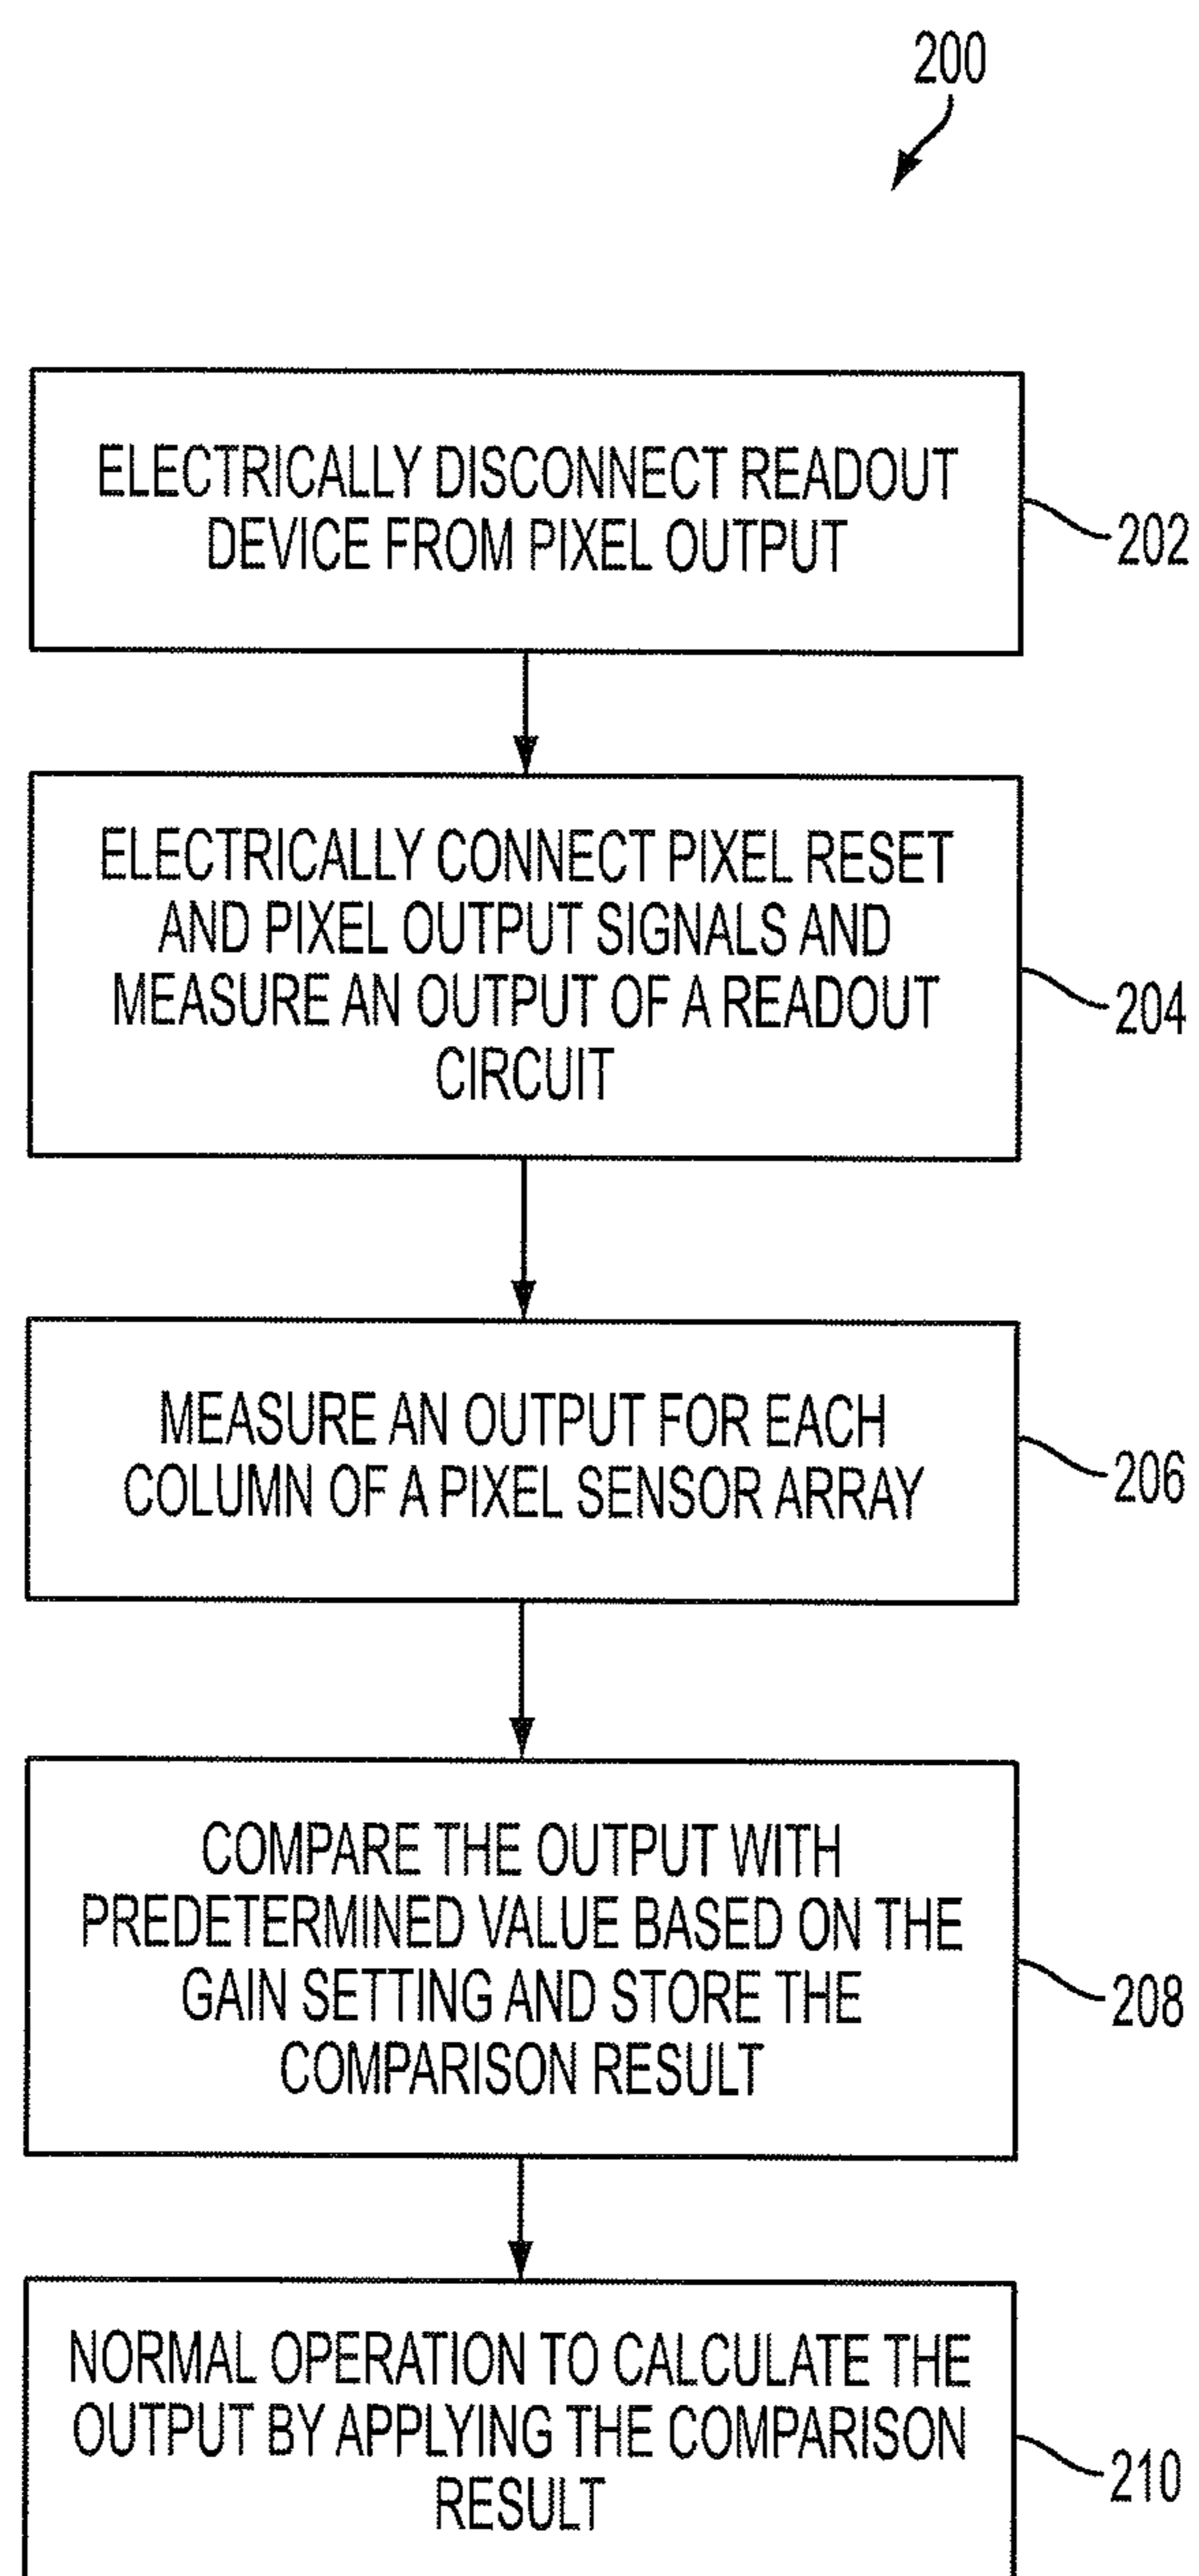 200
ELECTRICALLY DISCONNECT READOUT
DEVICE FROM PIXEL OUTPUT
202
ELECTRICALLY CONNECT PIXEL RESET
AND PIXEL OUTPUT SIGNALS AND
MEASURE AN OUTPUT OF A READOUT
CIRCUIT
204
MEASURE AN OUTPUT FOR EACH
COLUMN OF A PIXEL SENSOR ARRAY
206
COMPARE THE OUTPUT WITH
PREDETERMINED VALUE BASED ON THE
GAIN SETTING AND STORE THE
COMPARISON RESULT
208
NORMAL OPERATION TO CALCULATE THE
OUTPUT BY APPLYING THE COMPARISON
RESULT
210